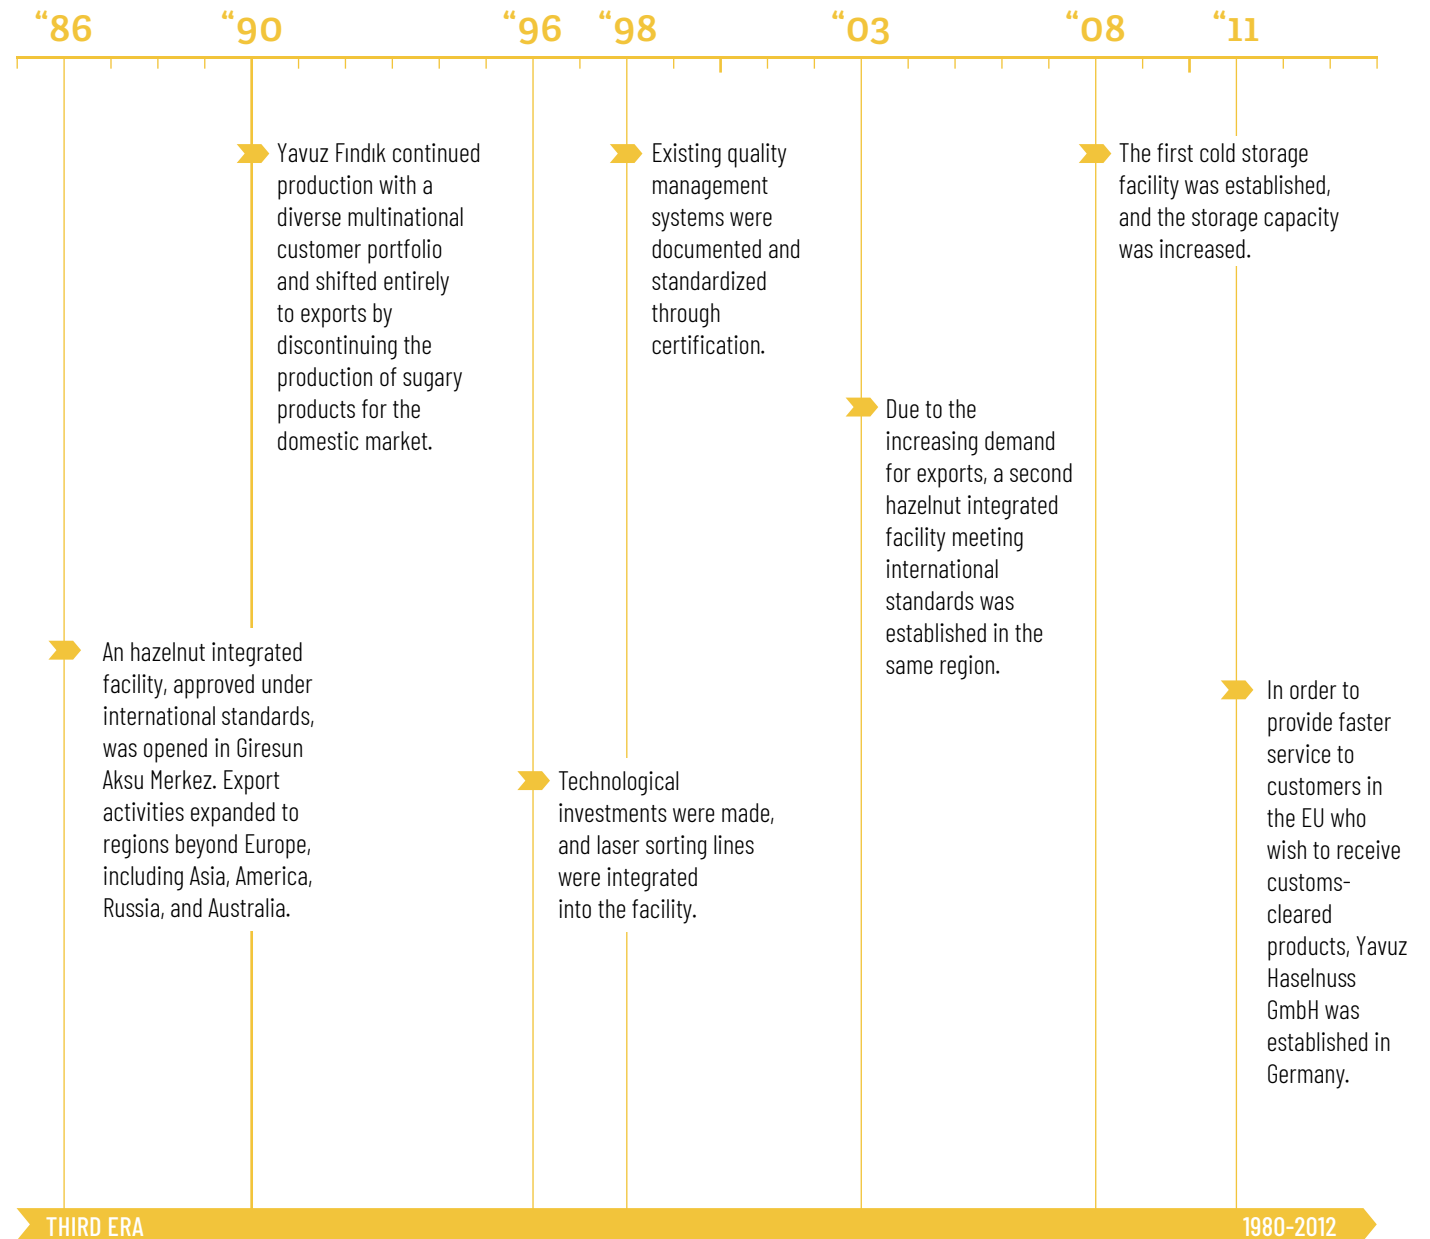 “86
“90
“96
“98
“03
“08
“11
Yavuz Fındık continued
production with a
diverse multinational
customer portfolio
and shifted entirely
to exports by
discontinuing the
production of sugary
products for the
domestic market.
Existing quality
management
systems were
documented and
standardized
through
certification.
The first cold storage
facility was established,
and the storage capacity
was increased.
Due to the
increasing demand
for exports, a second
hazelnut integrated
facility meeting
international
standards was
established in the
same region.
An hazelnut integrated
facility, approved under
international standards,
was opened in Giresun
Aksu Merkez. Export
activities expanded to
regions beyond Europe,
including Asia, America,
Russia, and Australia.
Technological
investments were made,
and laser sorting lines
were integrated
into the facility.
In order to
provide faster
service to
customers in
the EU who
wish to receive
customs-
cleared
products, Yavuz
Haselnuss
GmbH was
established in
Germany.
THIRD ERA
1980-2012